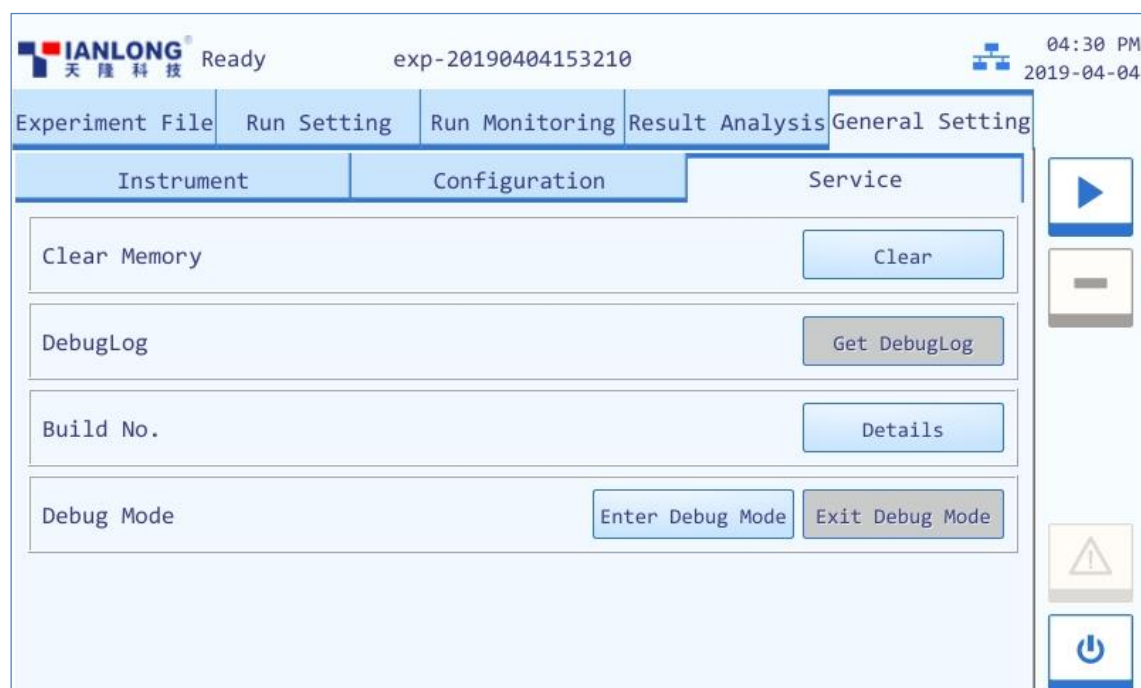 TIANLONG®
天隆科技
Ready
exp-20190404153210
04:30 PM
2019-04-04
Experiment File
Run Setting
Run Monitoring
Result Analysis
General Setting
Instrument
Configuration
Service
Clear Memory
Clear
DebugLog
Get DebugLog
Build No.
Details
Debug Mode
Enter Debug Mode
Exit Debug Mode